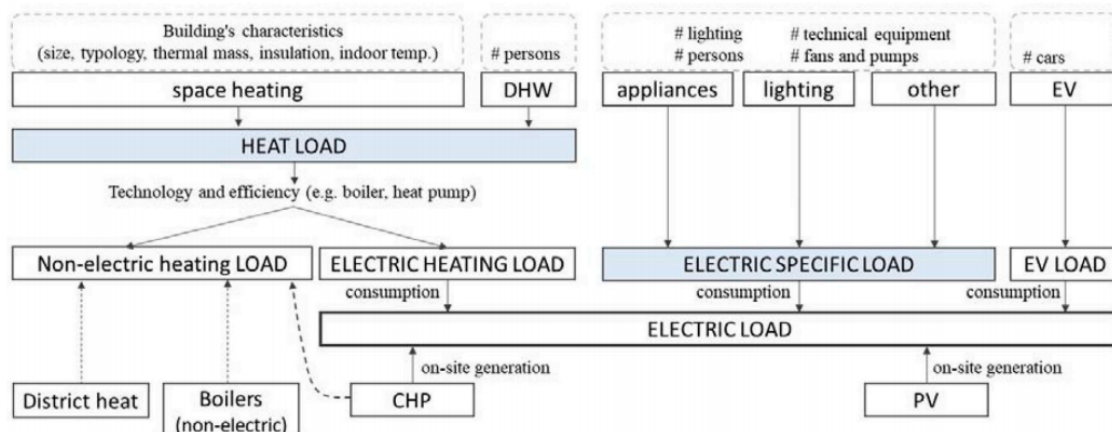 Building's characteristics
(size, typology, thermal mass, insulation, indoor temp.)
# persons
# lighting
# technical equipment
# persons
# fans and pumps
# cars
space heating
DHW
appliances
lighting
other
EV
HEAT LOAD
Technology and efficiency (e.g. boiler, heat pump)
Non-electric heating LOAD
ELECTRIC HEATING LOAD
ELECTRIC SPECIFIC LOAD
EV LOAD
consumption
consumption
consumption
ELECTRIC LOAD
on-site generation
on-site generation
District heat
Boilers
(non-electric)
CHP
PV